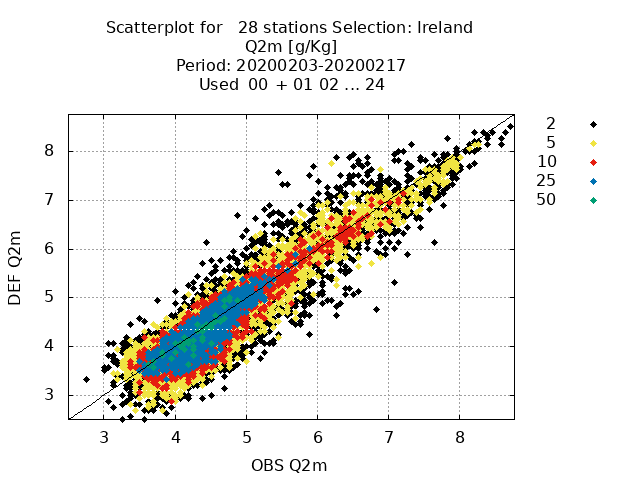 Scatterplot for 28 stations Selection: Ireland
Q2m [g/Kg]
Period: 20200203-20200217
Used 00 + 01 02 ... 24
2
5
10
25
50
8
7
6
5
4
3
DEF Q2m
3 4 5 6 7 8
OBS Q2m